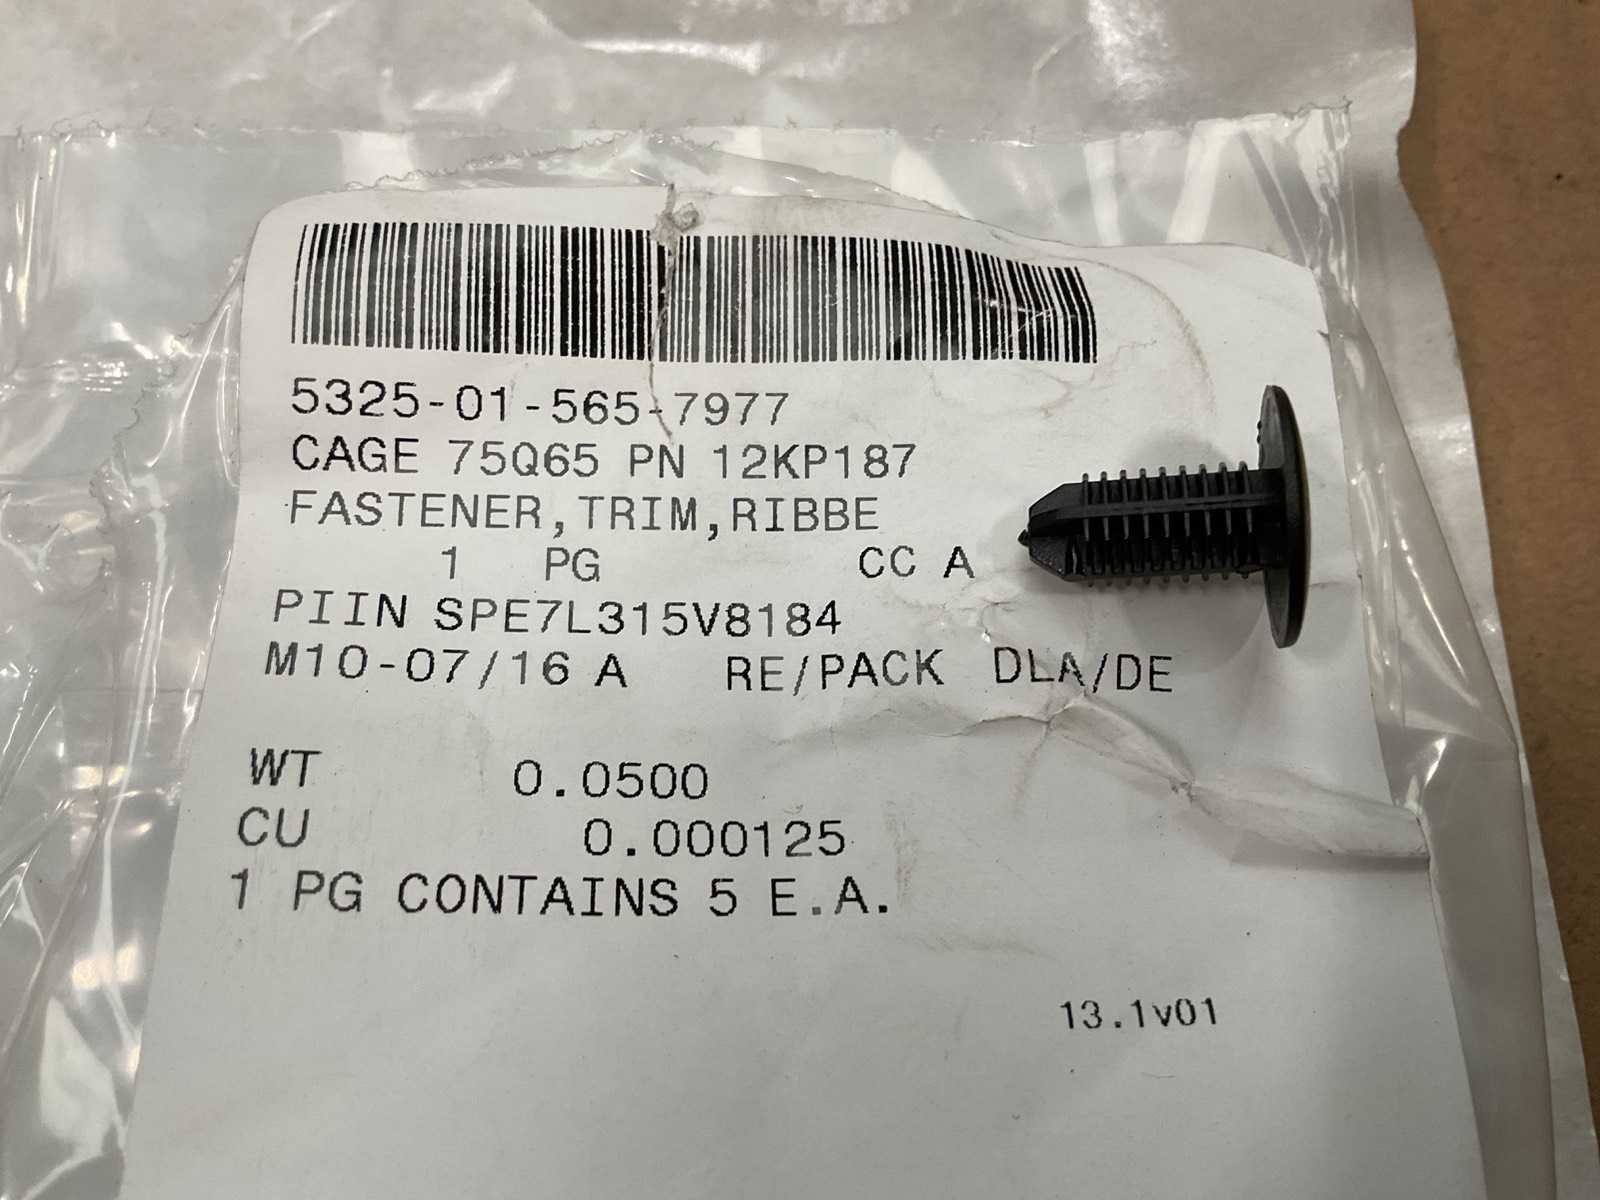 5325-01-565-7977
CAGE 75Q65 PN 12KP187
FASTENER,TRIM,RIBBE
1 PG CC A
PIIN SPE7L315V8184
M10-07/16 A RE/PACK DLA/DE
WT 0.0500
CU 0.000125
1 PG CONTAINS 5 E.A.
13.1v01